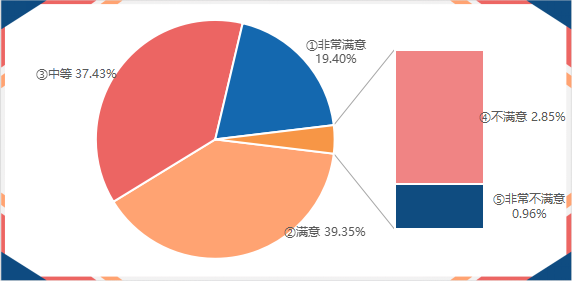 ①非常满意
19.40%
③中等 37.43%
④不满意 2.85%
⑤非常不满意
0.96%
②满意 39.35%